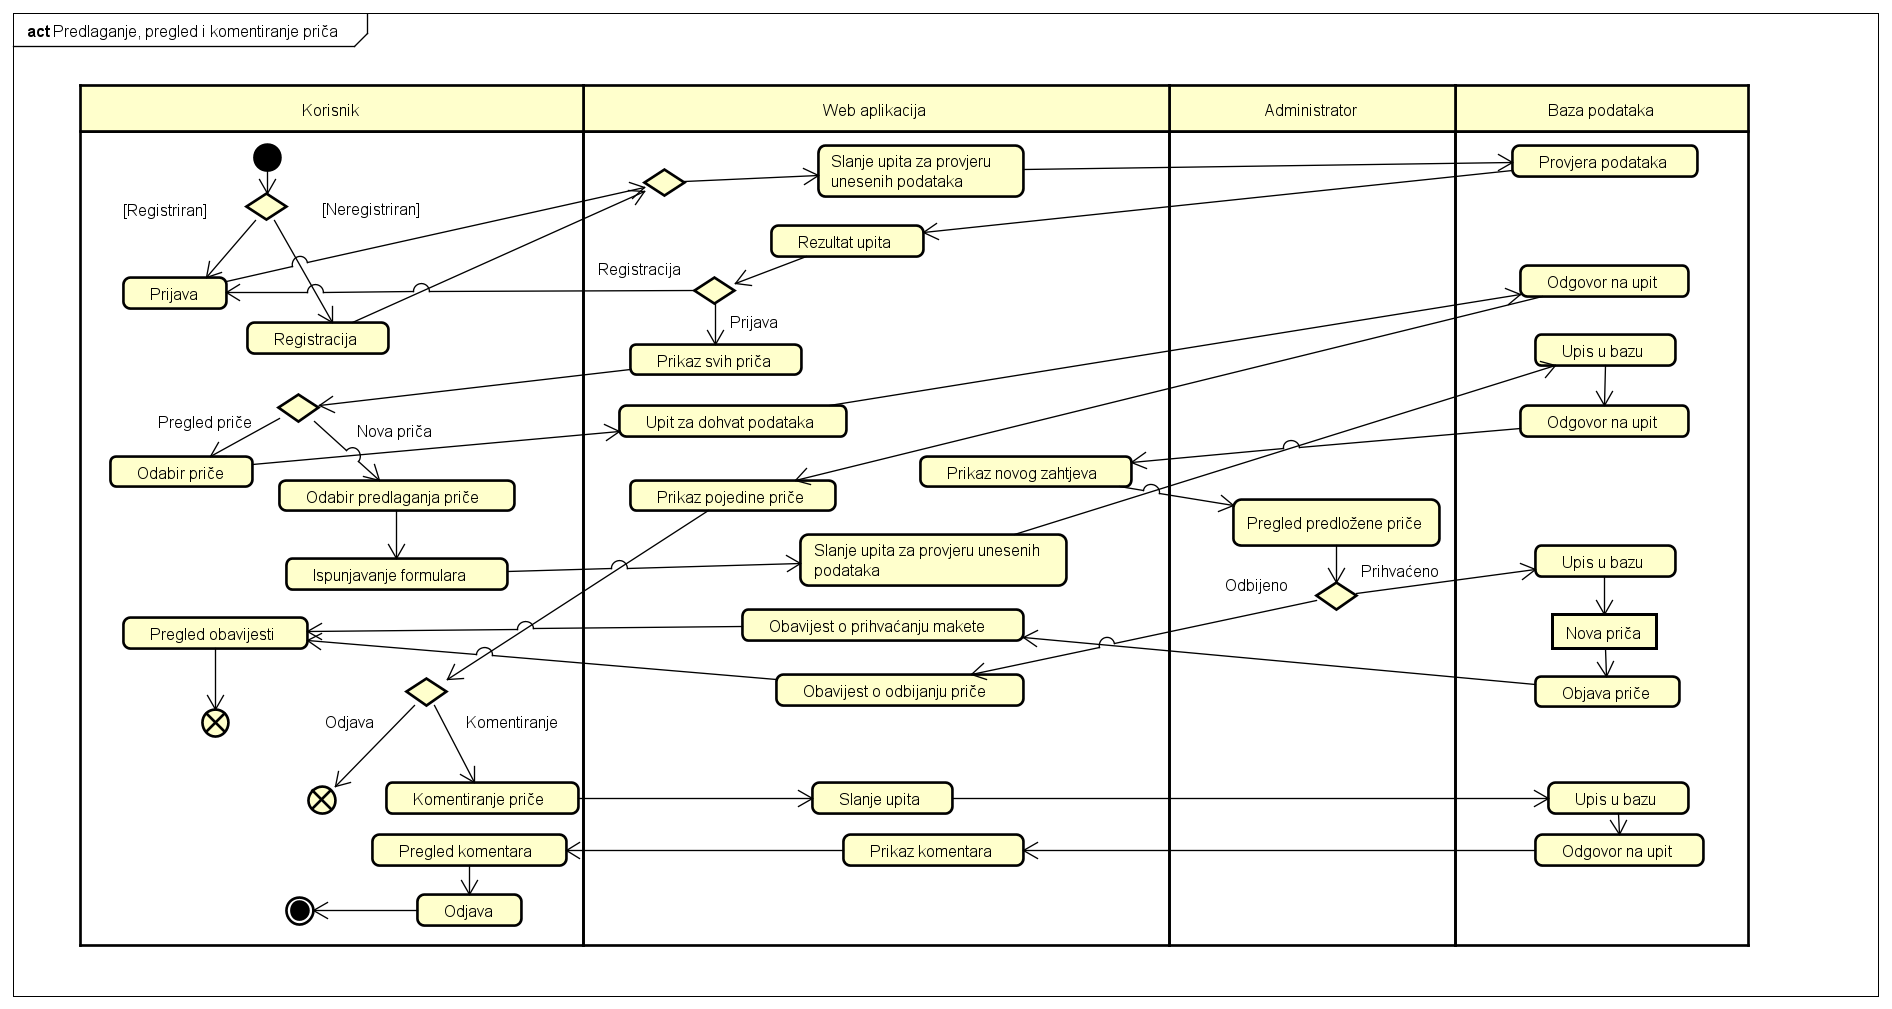 act Predlaganje, pregled i komentiranje priča
Korisnik
Web aplikacija
Administrator
Baza podataka
Slanje upita za provjeru
unesenih podataka
Provjera podataka
[Registriran]
[Neregistriran]
Rezultat upita
Registracija
Odgovor na upit
Prijava
Prijava
Registracija
Prikaz svih priča
Upis u bazu
Pregled priče
Nova priča
Upit za dohvat podataka
Odgovor na upit
Odabir priče
Prikaz novog zahtjeva
Odabir predlaganja priče
Prikaz pojedine priče
Pregled predložene priče
Slanje upita za provjeru unesenih
podataka
Ispunjavanje formulara
Upis u bazu
Odbijeno
Prihvaćeno
Pregled obavijesti
Obavijest o prihvaćanju makete
Nova priča
Obavijest o odbijanju priče
Objava priče
Odjava
Komentiranje
Komentiranje priče
Slanje upita
Upis u bazu
Pregled komentara
Prikaz komentara
Odgovor na upit
Odjava